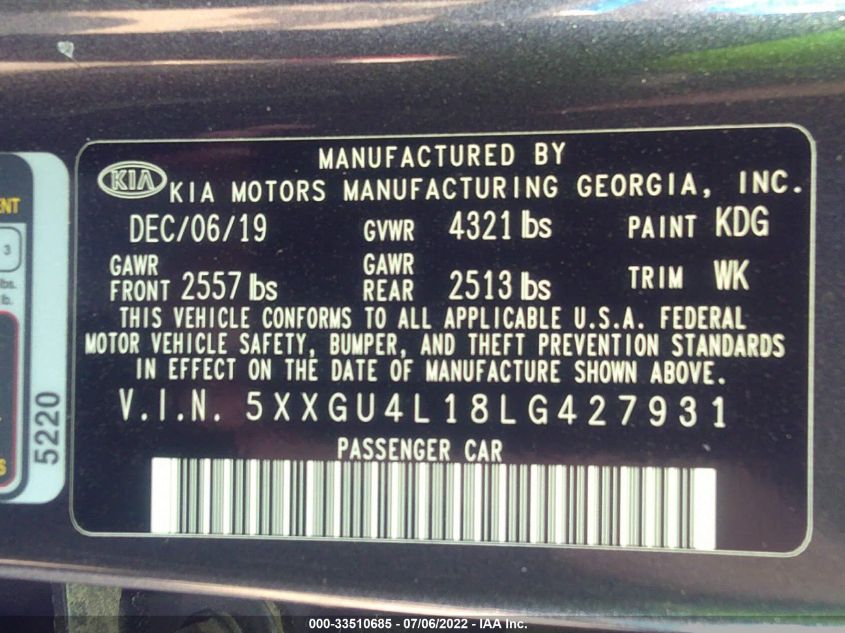 MANUFACTURED BY
KIA KIA MOTORS MANUFACTURING GEORGIA, INC.
DEC/06/19 GVWR 4321 lbs PAINT KDG
GAWR FRONT 2557 lbs GAWR REAR 2513 lbs TRIM WK
THIS VEHICLE CONFORMS TO ALL APPLICABLE U.S.A. FEDERAL
MOTOR VEHICLE SAFETY, BUMPER, AND THEFT PREVENTION STANDARDS
IN EFFECT ON THE DATE OF MANUFACTURE SHOWN ABOVE.
V.I.N. 5XXGU4L18LG427931
PASSENGER CAR
5220
3
lb.
000-33510685 - 07/06/2022 - IAA Inc.